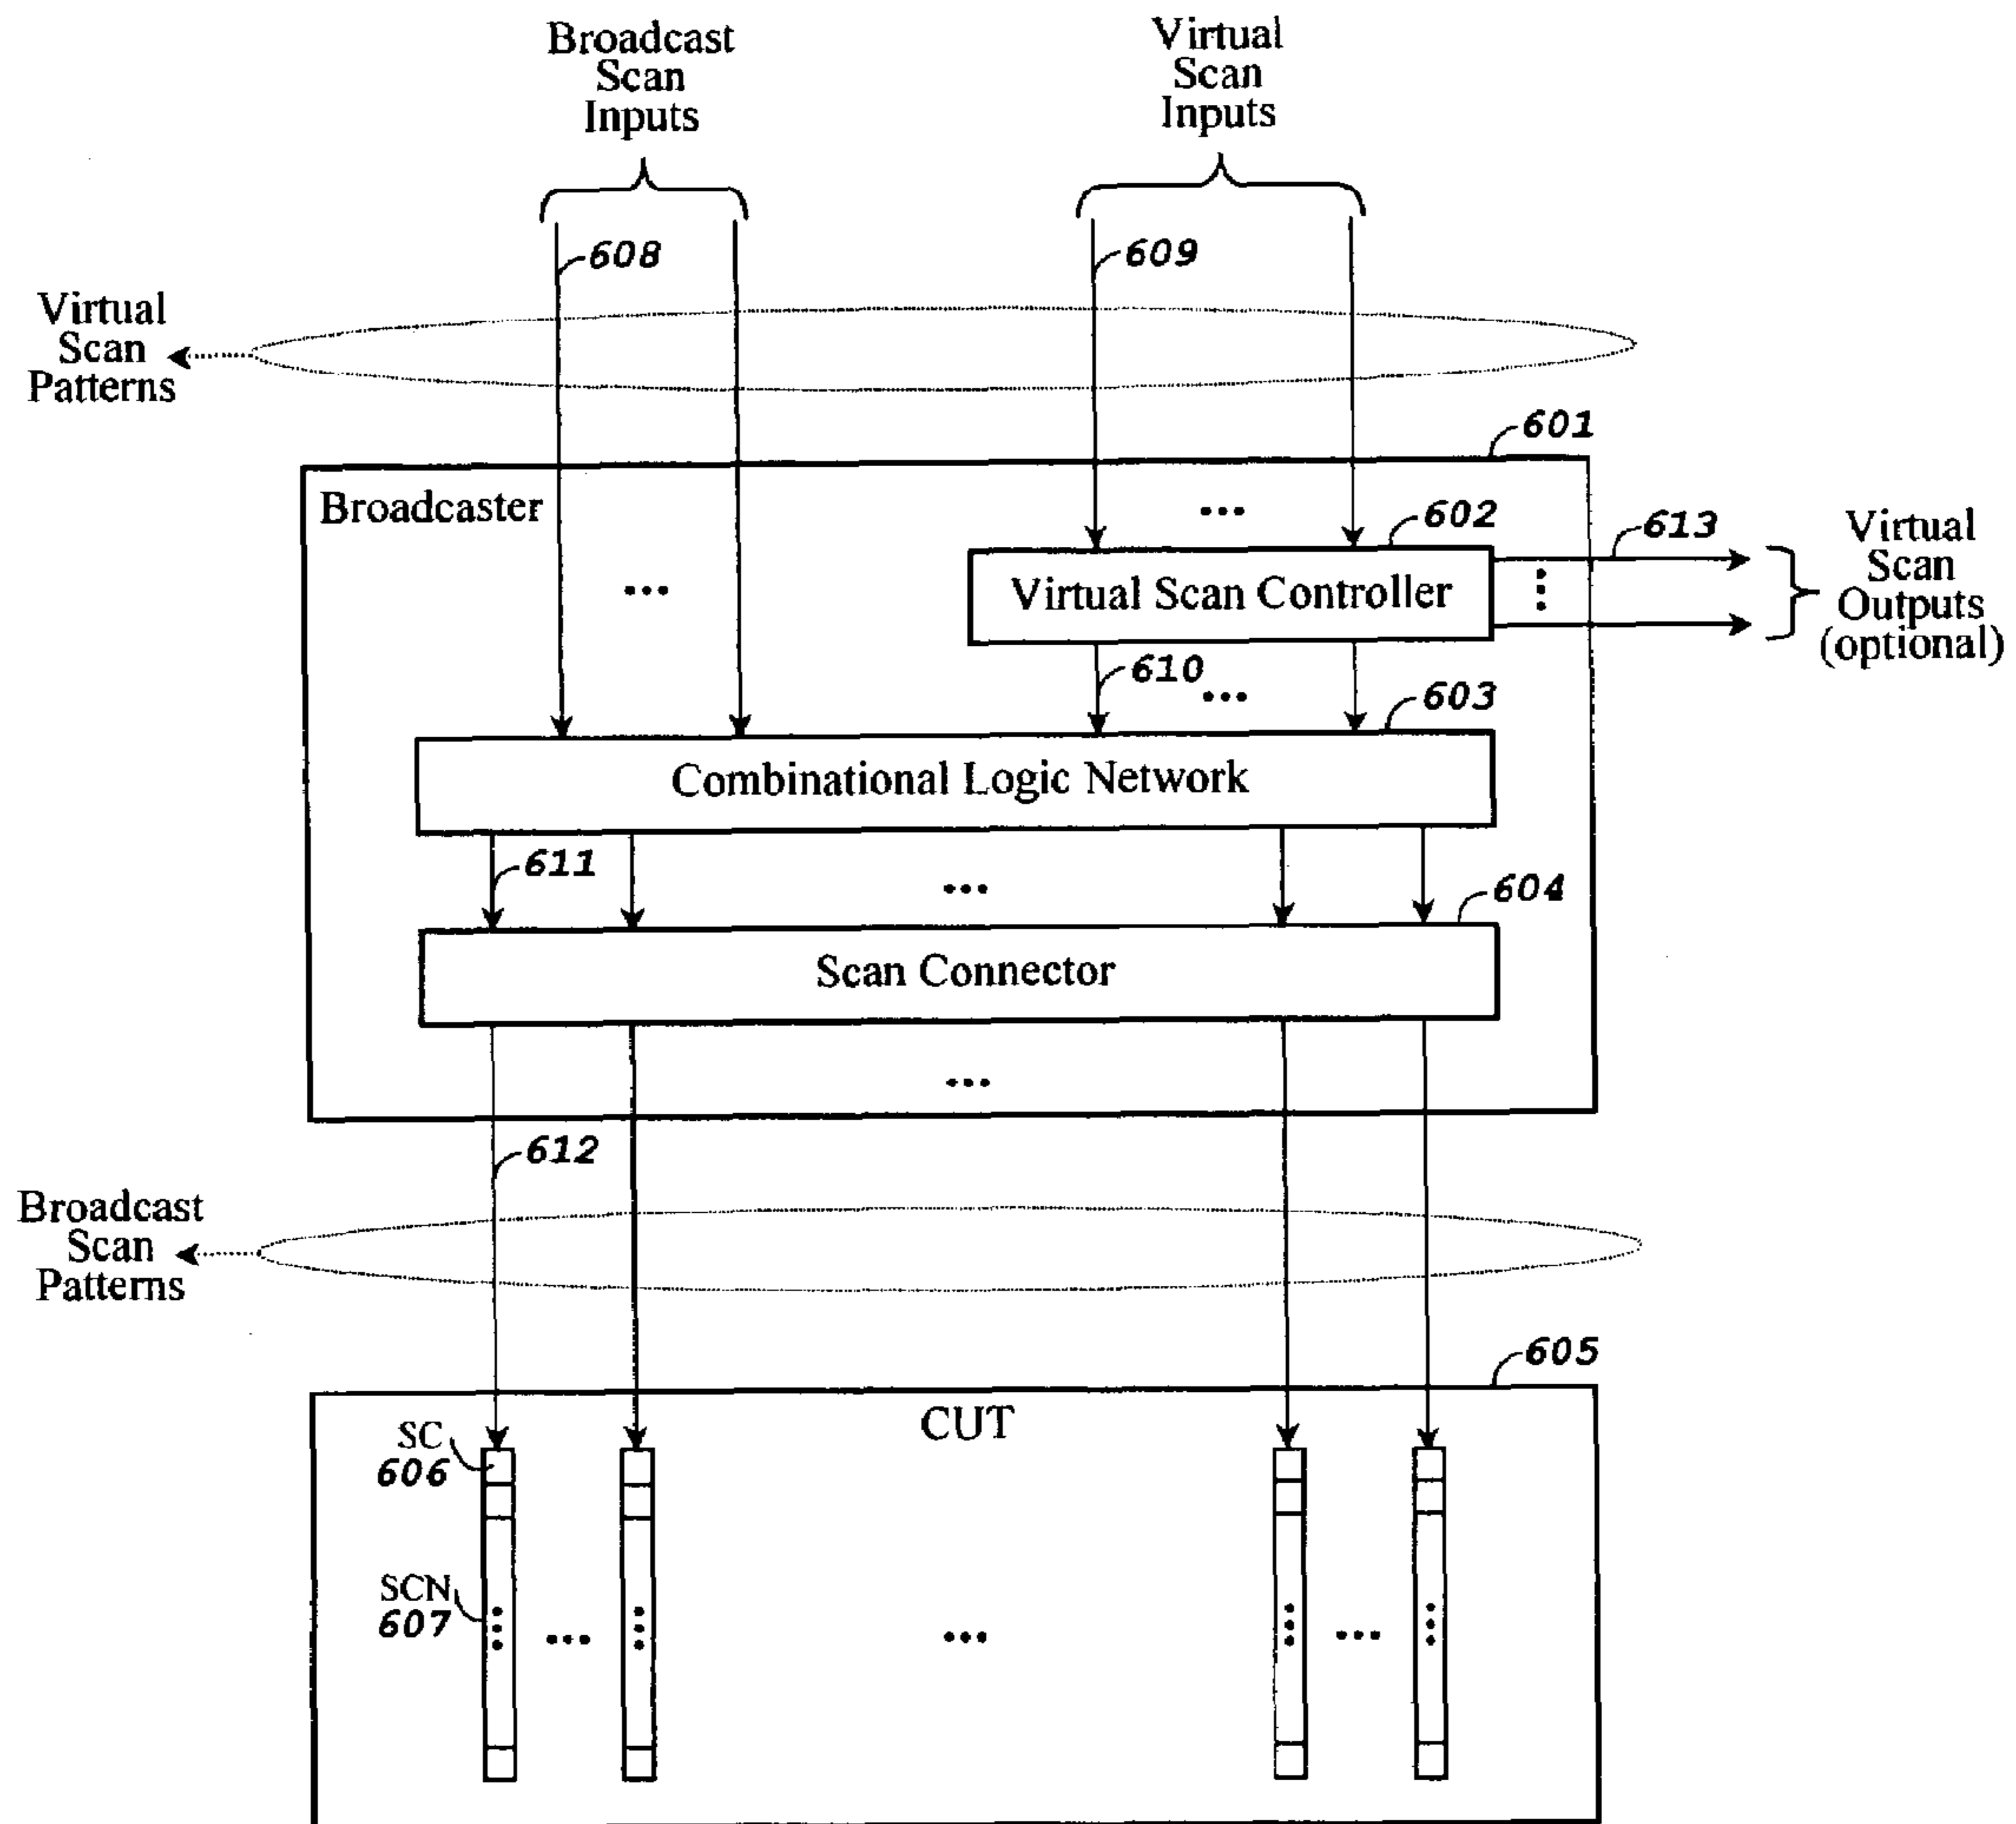 Broadcast
Scan
Inputs
Virtual
Scan
Inputs
608
609
Virtual
Scan
Patterns
601
Broadcaster
602
613
Virtual
Scan
Outputs
(optional)
...
...
Virtual Scan Controller
610
...
603
Combinational Logic Network
611
...
604
Scan Connector
...
612
Broadcast
Scan
Patterns
605
CUT
SC
606
SCN
607
...
...
...